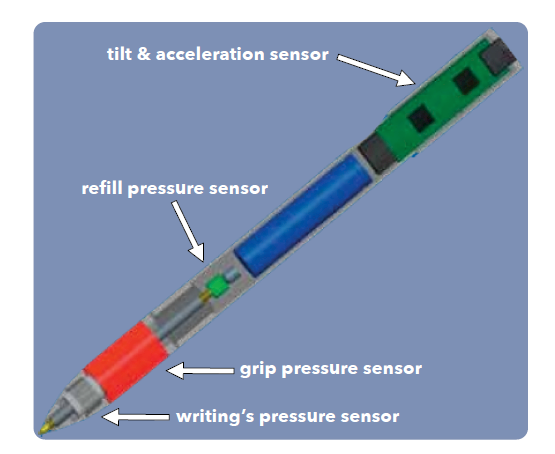 tilt & acceleration sensor
refill pressure sensor
grip pressure sensor
writing's pressure sensor